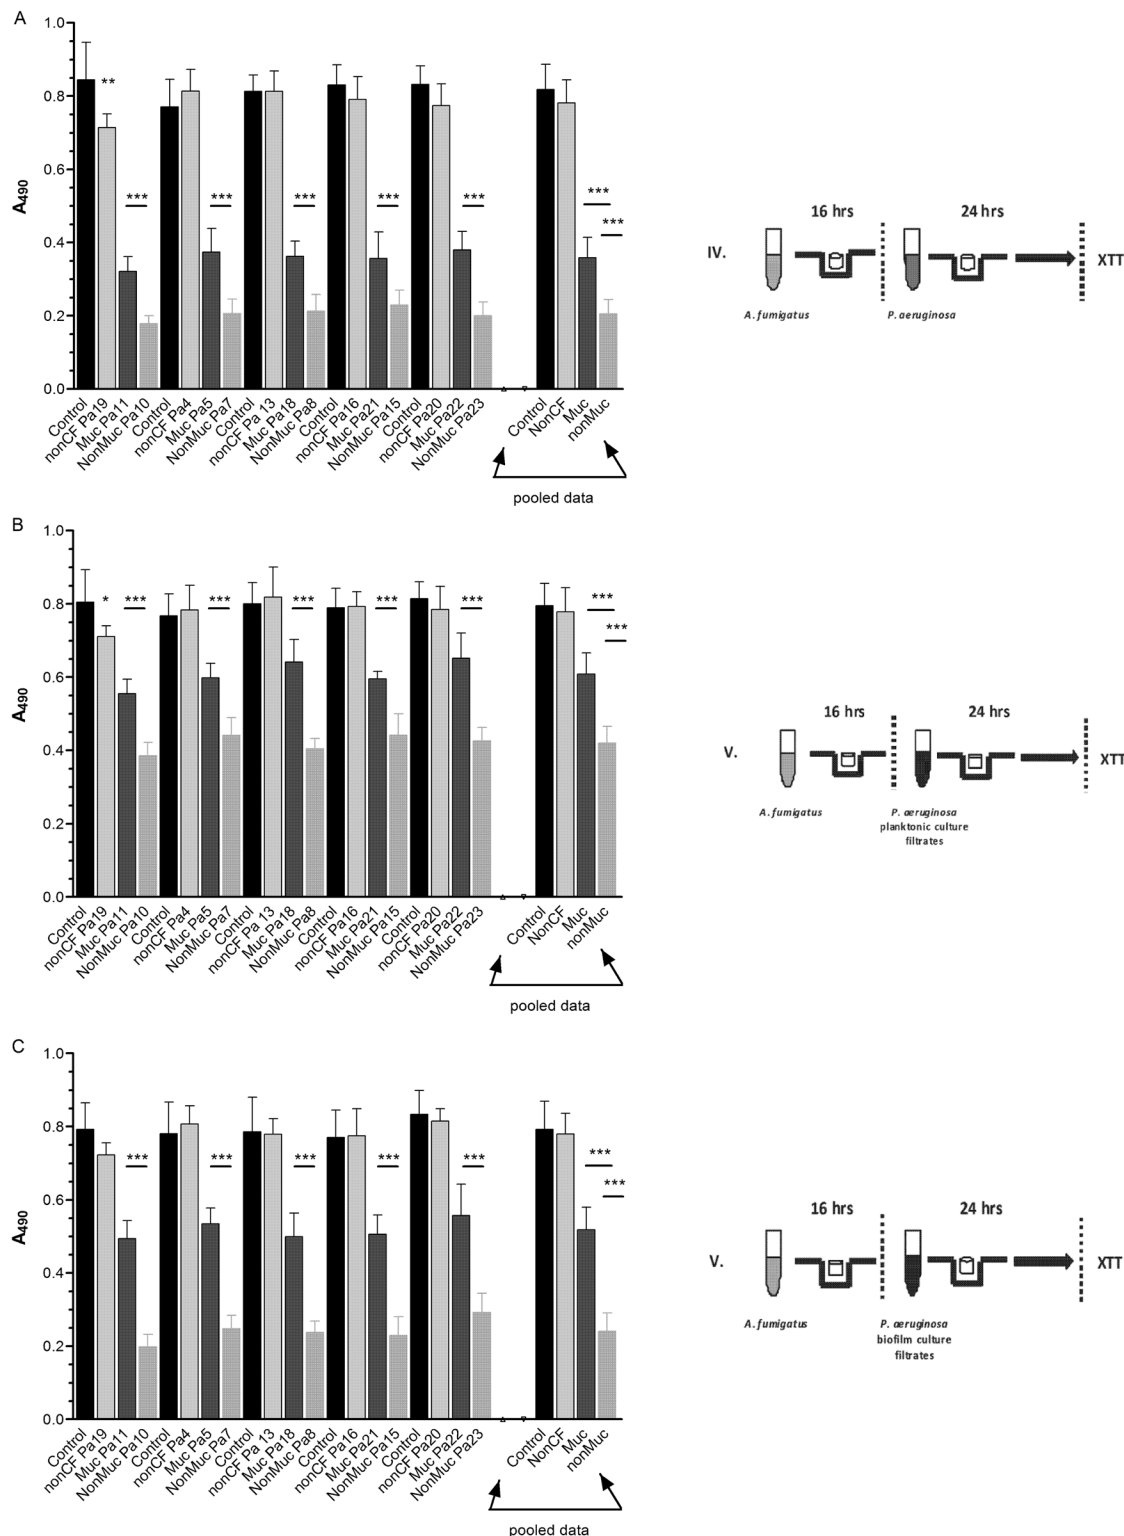 A
1.0
0.8
0.6
0.4
0.2
0.0
A490
**
***
***
***
***
***
***
***
Control
nonCF Pa19
Muc Pa11
NonMuc Pa10
Control
nonCF Pa4
Muc Pa5
NonMuc Pa7
Control
nonCF Pa 13
Muc Pa18
NonMuc Pa8
Control
nonCF Pa16
Muc Pa21
NonMuc Pa15
Control
nonCF Pa20
Muc Pa22
NonMuc Pa23
Control
NonCF
Muc
nonMuc
pooled data
16 hrs
24 hrs
IV.
XTT
A. fumigatus
P. aeruginosa
B
1.0
0.8
0.6
0.4
0.2
0.0
A490
*
***
***
***
***
***
***
***
Control
nonCF Pa19
Muc Pa11
NonMuc Pa10
Control
nonCF Pa4
Muc Pa5
NonMuc Pa7
Control
nonCF Pa 13
Muc Pa18
NonMuc Pa8
Control
nonCF Pa16
Muc Pa21
NonMuc Pa15
Control
nonCF Pa20
Muc Pa22
NonMuc Pa23
Control
NonCF
Muc
nonMuc
pooled data
16 hrs
24 hrs
V.
XTT
A. fumigatus
P. aeruginosa
planktonic culture
filtrates
C
1.0
0.8
0.6
0.4
0.2
0.0
A490
***
***
***
***
***
***
***
Control
nonCF Pa19
Muc Pa11
NonMuc Pa10
Control
nonCF Pa4
Muc Pa5
NonMuc Pa7
Control
nonCF Pa 13
Muc Pa18
NonMuc Pa8
Control
nonCF Pa16
Muc Pa21
NonMuc Pa15
Control
nonCF Pa20
Muc Pa22
NonMuc Pa23
Control
NonCF
Muc
nonMuc
pooled data
16 hrs
24 hrs
V.
XTT
A. fumigatus
P. aeruginosa
biofilm culture
filtrates